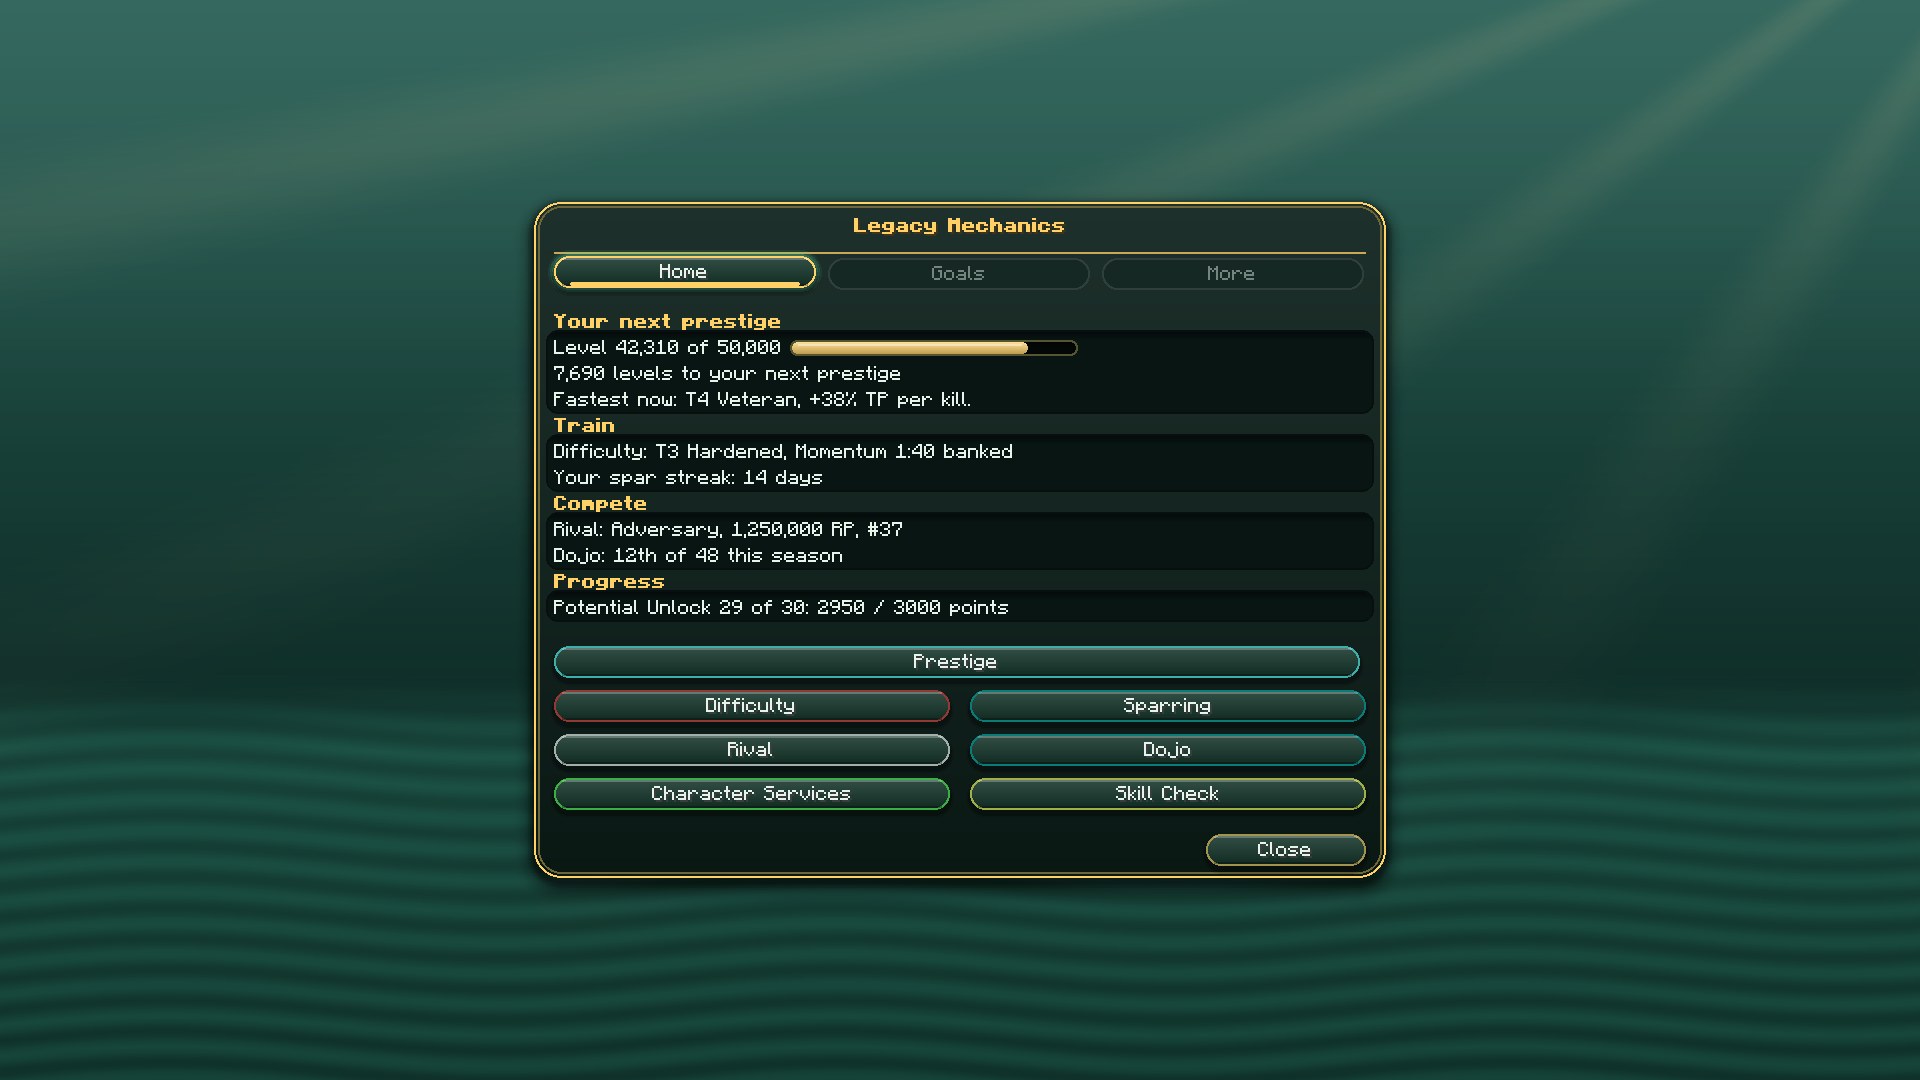 Legacy Mechanics
Home Goals More
Your next prestige
Level 42,310 of 50,000
7,690 levels to your next prestige
Fastest now: T4 Veteran, +38% TP per kill.
Train
Difficulty: T3 Hardened, Momentum 1:40 banked
Your spar streak: 14 days
Compete
Rival: Adversary, 1,250,000 RP, #37
Dojo: 12th of 48 this season
Progress
Potential Unlock 29 of 30: 2950 / 3000 points
Prestige
Difficulty Sparring
Rival Dojo
Character Services Skill Check
Close